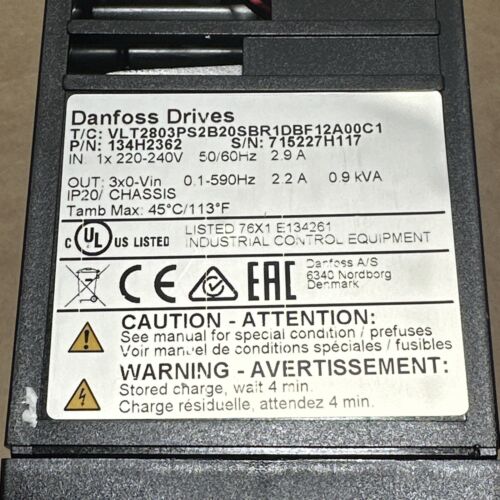 Danfoss Drives
T/C: VLT2803PS2B20SBR1DBF12A00C1
P/N: 134H2362 S/N: 715227H117
IN: 1x 220-240V 50/60Hz 2.9 A
OUT: 3x0-Vin 0.1-590Hz 2.2 A 0.9 kVA
IP20/ CHASSIS
Tamb Max: 45°C/113°F
C UL US LISTED LISTED 76X1 E134261
INDUSTRIAL CONTROL EQUIPMENT
CE EAC Danfoss A/S
6340 Nordborg
Denmark
CAUTION - ATTENTION:
See manual for special condition / prefuses
Voir manuel de conditions spéciales / fusibles
WARNING - AVERTISSEMENT:
Stored charge, wait 4 min.
Charge résiduelle, attendez 4 min.